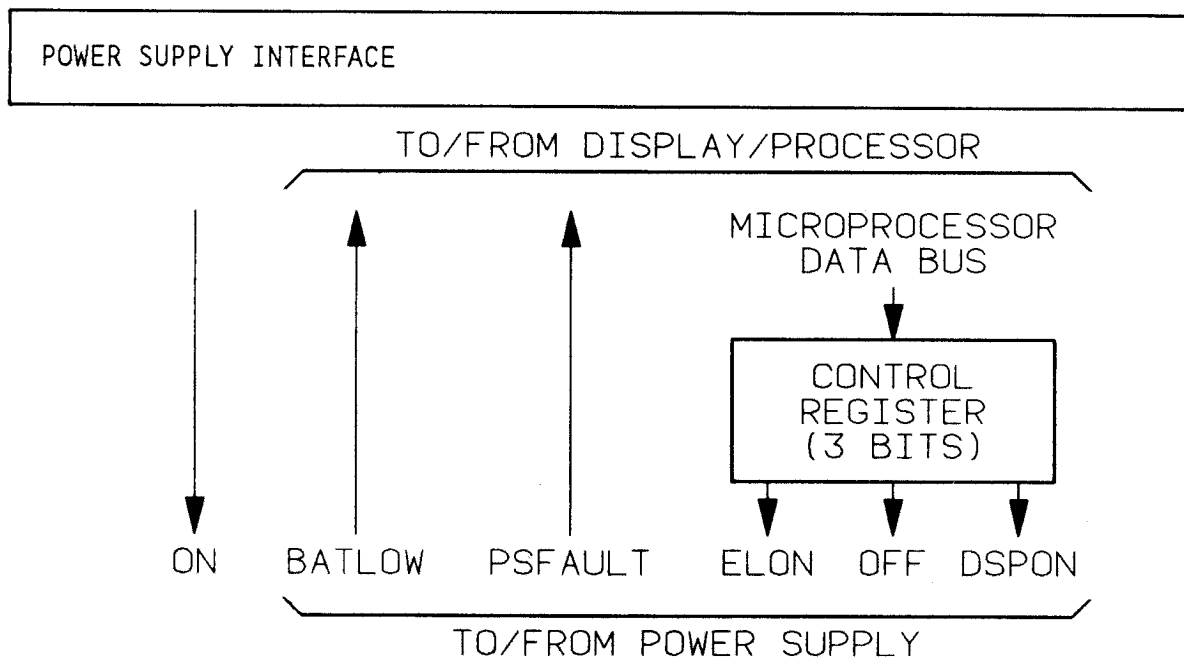 POWER SUPPLY INTERFACE
TO/FROM DISPLAY/PROCESSOR
MICROPROCESSOR
DATA BUS
CONTROL
REGISTER
(3 BITS)
ON BATLOW PSFAULT ELON OFF DSPON
TO/FROM POWER SUPPLY